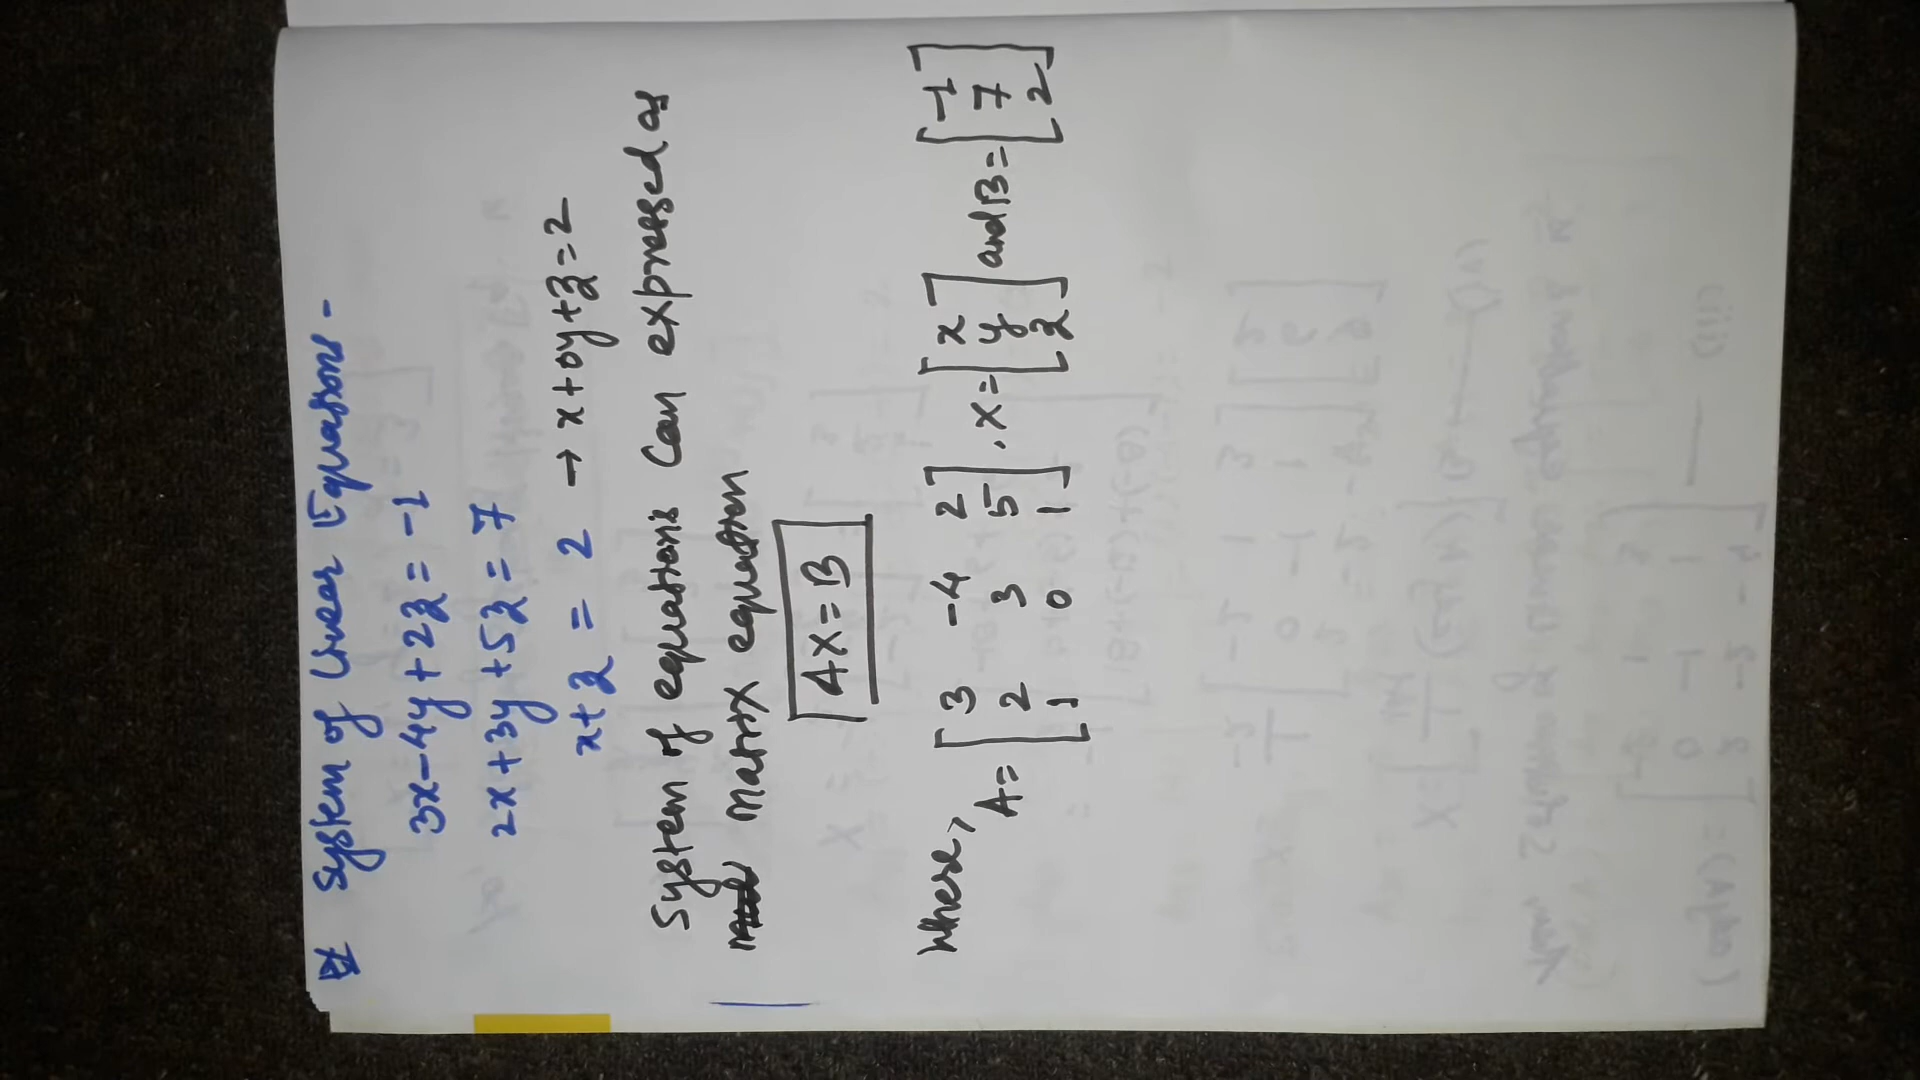 System of Linear Equations -
3x-4y+2z=-1
2x+3y+5z=7
x+z = 2 → x+0y+z=2
System of equations Can expressed as
matrix equation
AX=B
Where,
A= [3 -4 2
2 3 5
1 0 1], X= [x
y
z] and B= [-1
7
2]